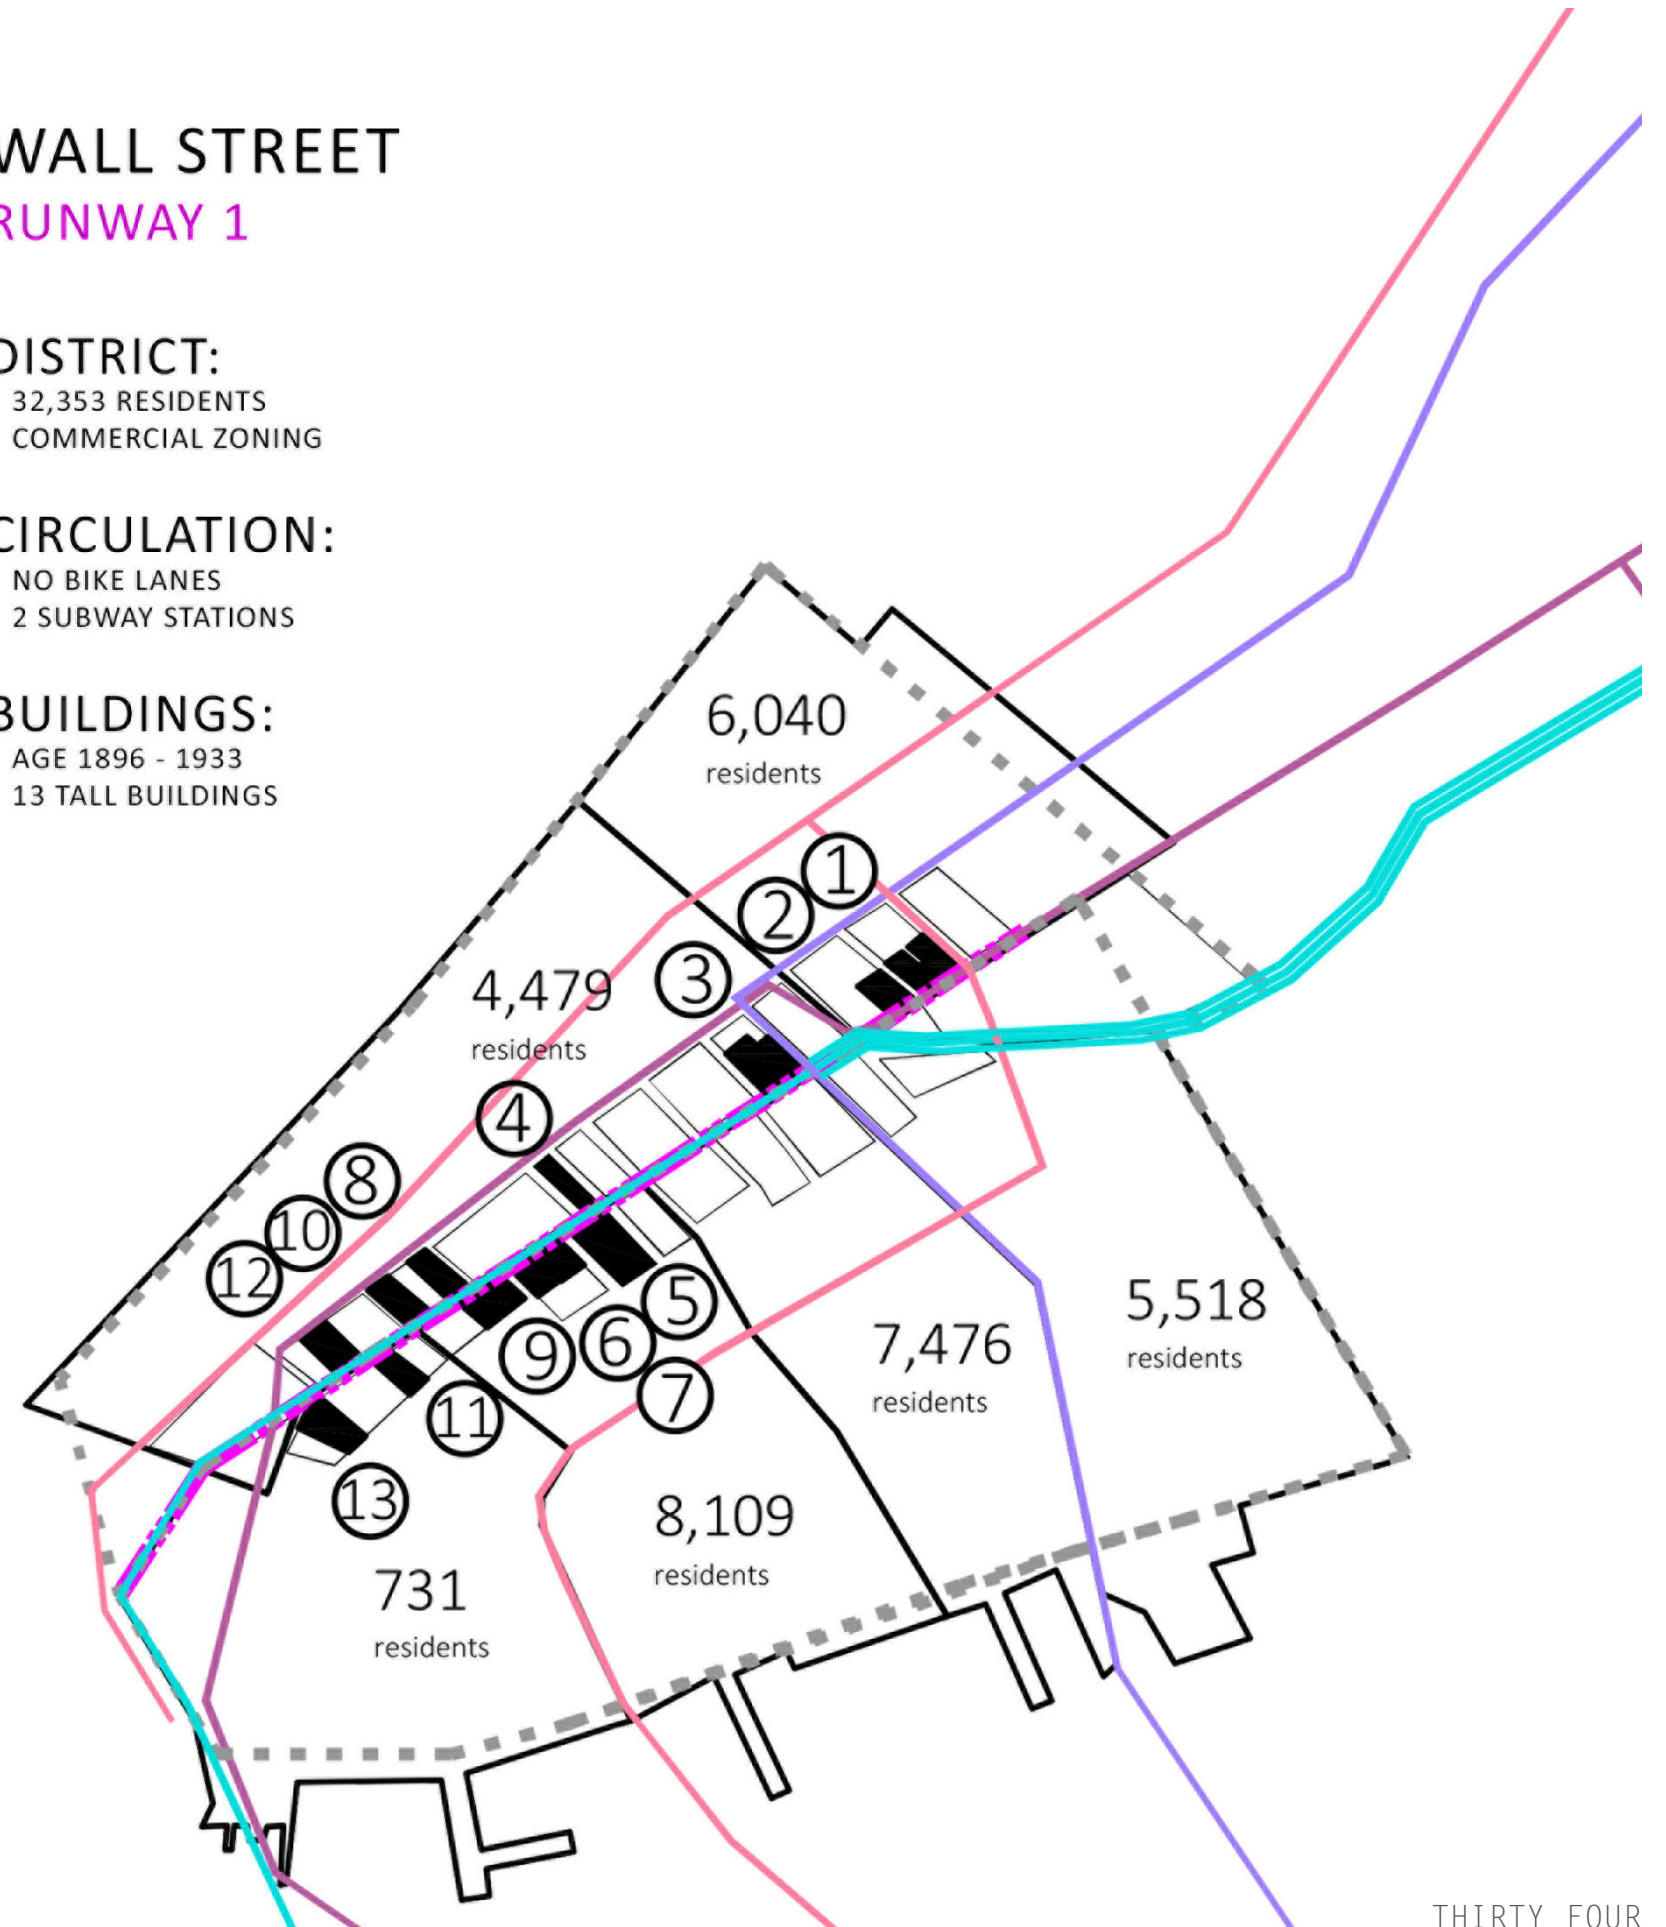 WALL STREET
RUNWAY 1
DISTRICT:
32,353 RESIDENTS
COMMERCIAL ZONING
CIRCULATION:
NO BIKE LANES
2 SUBWAY STATIONS
BUILDINGS:
AGE 1896 - 1933
13 TALL BUILDINGS
6,040
residents
1
2
3
4,479
residents
4
8
10
12
5
6
9
7
11
13
5,518
residents
7,476
residents
8,109
residents
731
residents
THIRTY FOUR